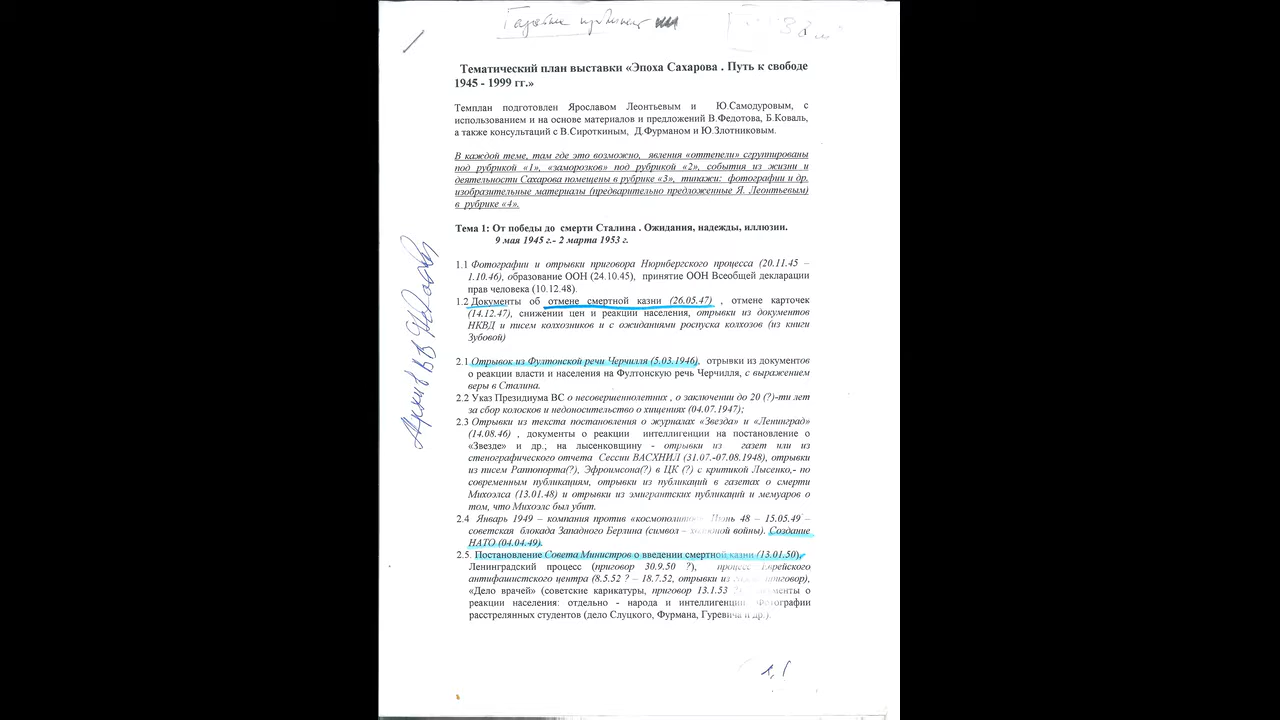 Тематический план выставки «Эпоха Сахарова . Путь к свободе
1945 - 1999 гг.»
Темплан подготовлен Ярославом Леонтьевым и Ю.Самодуровым, с
использованием и на основе материалов и предложений В.Федотова, Б.Коваль,
а также консультаций с В.Сироткиным, Д.Фурманом и Ю.Злотниковым.
В каждой теме, там где это возможно, явления «оттепели» сгруппированы
под рубрикой «1», «заморозков» под рубрикой «2», события из жизни и
деятельности Сахарова помещены в рубрике «3», типажи: фотографии и др.
изобразительные материалы (предварительно предложенные Я. Леонтьевым)
в рубрике «4».
Тема 1: От победы до смерти Сталина . Ожидания, надежды, иллюзии.
9 мая 1945 г.- 2 марта 1953 г.
1.1 Фотографии и отрывки приговора Нюрнбергского процесса (20.11.45 –
1.10.46), образование ООН (24.10.45), принятие ООН Всеобщей декларации
прав человека (10.12.48).
1.2 Документы об отмене смертной казни (26.05.47) , отмене карточек
(14.12.47), снижении цен и реакции населения, отрывки из документов
НКВД и писем колхозников и с ожиданиями роспуска колхозов (из книги
Зубовой)
2.1 Отрывок из Фултонской речи Черчилля (5.03.1946), отрывки из документов
о реакции власти и населения на Фултонскую речь Черчилля, с выражением
веры в Сталина.
2.2 Указ Президиума ВС о несовершеннолетних , о заключении до 20 (?)-ти лет
за сбор колосков и недоносительство о хищениях (04.07.1947);
2.3 Отрывки из текста постановления о журналах «Звезда» и «Ленинград»
(14.08.46) , документы о реакции интеллигенции на постановление о
«Звезде» и др.; на лысенковщину - отрывки из газет или из
стенографического отчета Сессии ВАСХНИЛ (31.07.-07.08.1948), отрывки
из писем Раппопорта(?), Эфроимсона(?) в ЦК (?) с критикой Лысенко,- по
современным публикациям, отрывки из публикаций в газетах о смерти
Михоэлса (13.01.48) и отрывки из эмигрантских публикаций и мемуаров о
том, что Михоэлс был убит.
2.4 Январь 1949 – компания против «космополитов» Июнь 48 – 15.05.49 –
советская блокада Западного Берлина (символ – холодной войны). Создание
НАТО (04.04.49).
2.5. Постановление Совета Министров о введении смертной казни (13.01.50),
Ленинградский процесс (приговор 30.9.50 ?), процесс Еврейского
антифашистского центра (8.5.52 ? – 18.7.52, отрывки из приговор),
«Дело врачей» (советские карикатуры, приговор 13.1.53
реакции населения: отдельно - народа и интеллигенции Фотографии
расстрелянных студентов (дело Слуцкого, Фурмана, Гуревича и др.).